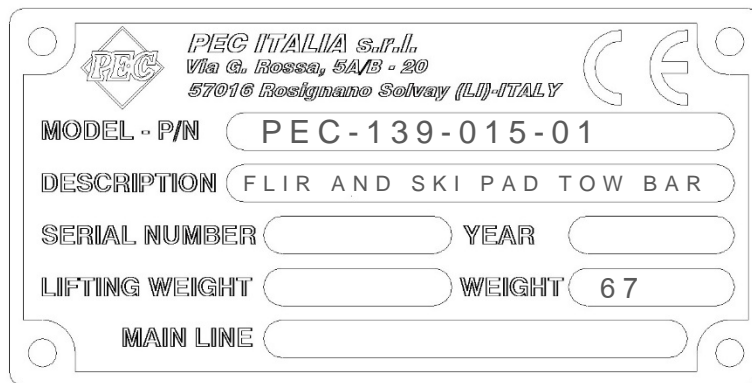 PEC
PEC ITALIA s.r.l.
Via G. Rossa, 5A/B - 20
57016 Rosignano Solvay (LI)-ITALY
CE
MODEL - P/N PEC-139-015-01
DESCRIPTION FLIR AND SKI PAD TOW BAR
SERIAL NUMBER YEAR
LIFTING WEIGHT WEIGHT 67
MAIN LINE